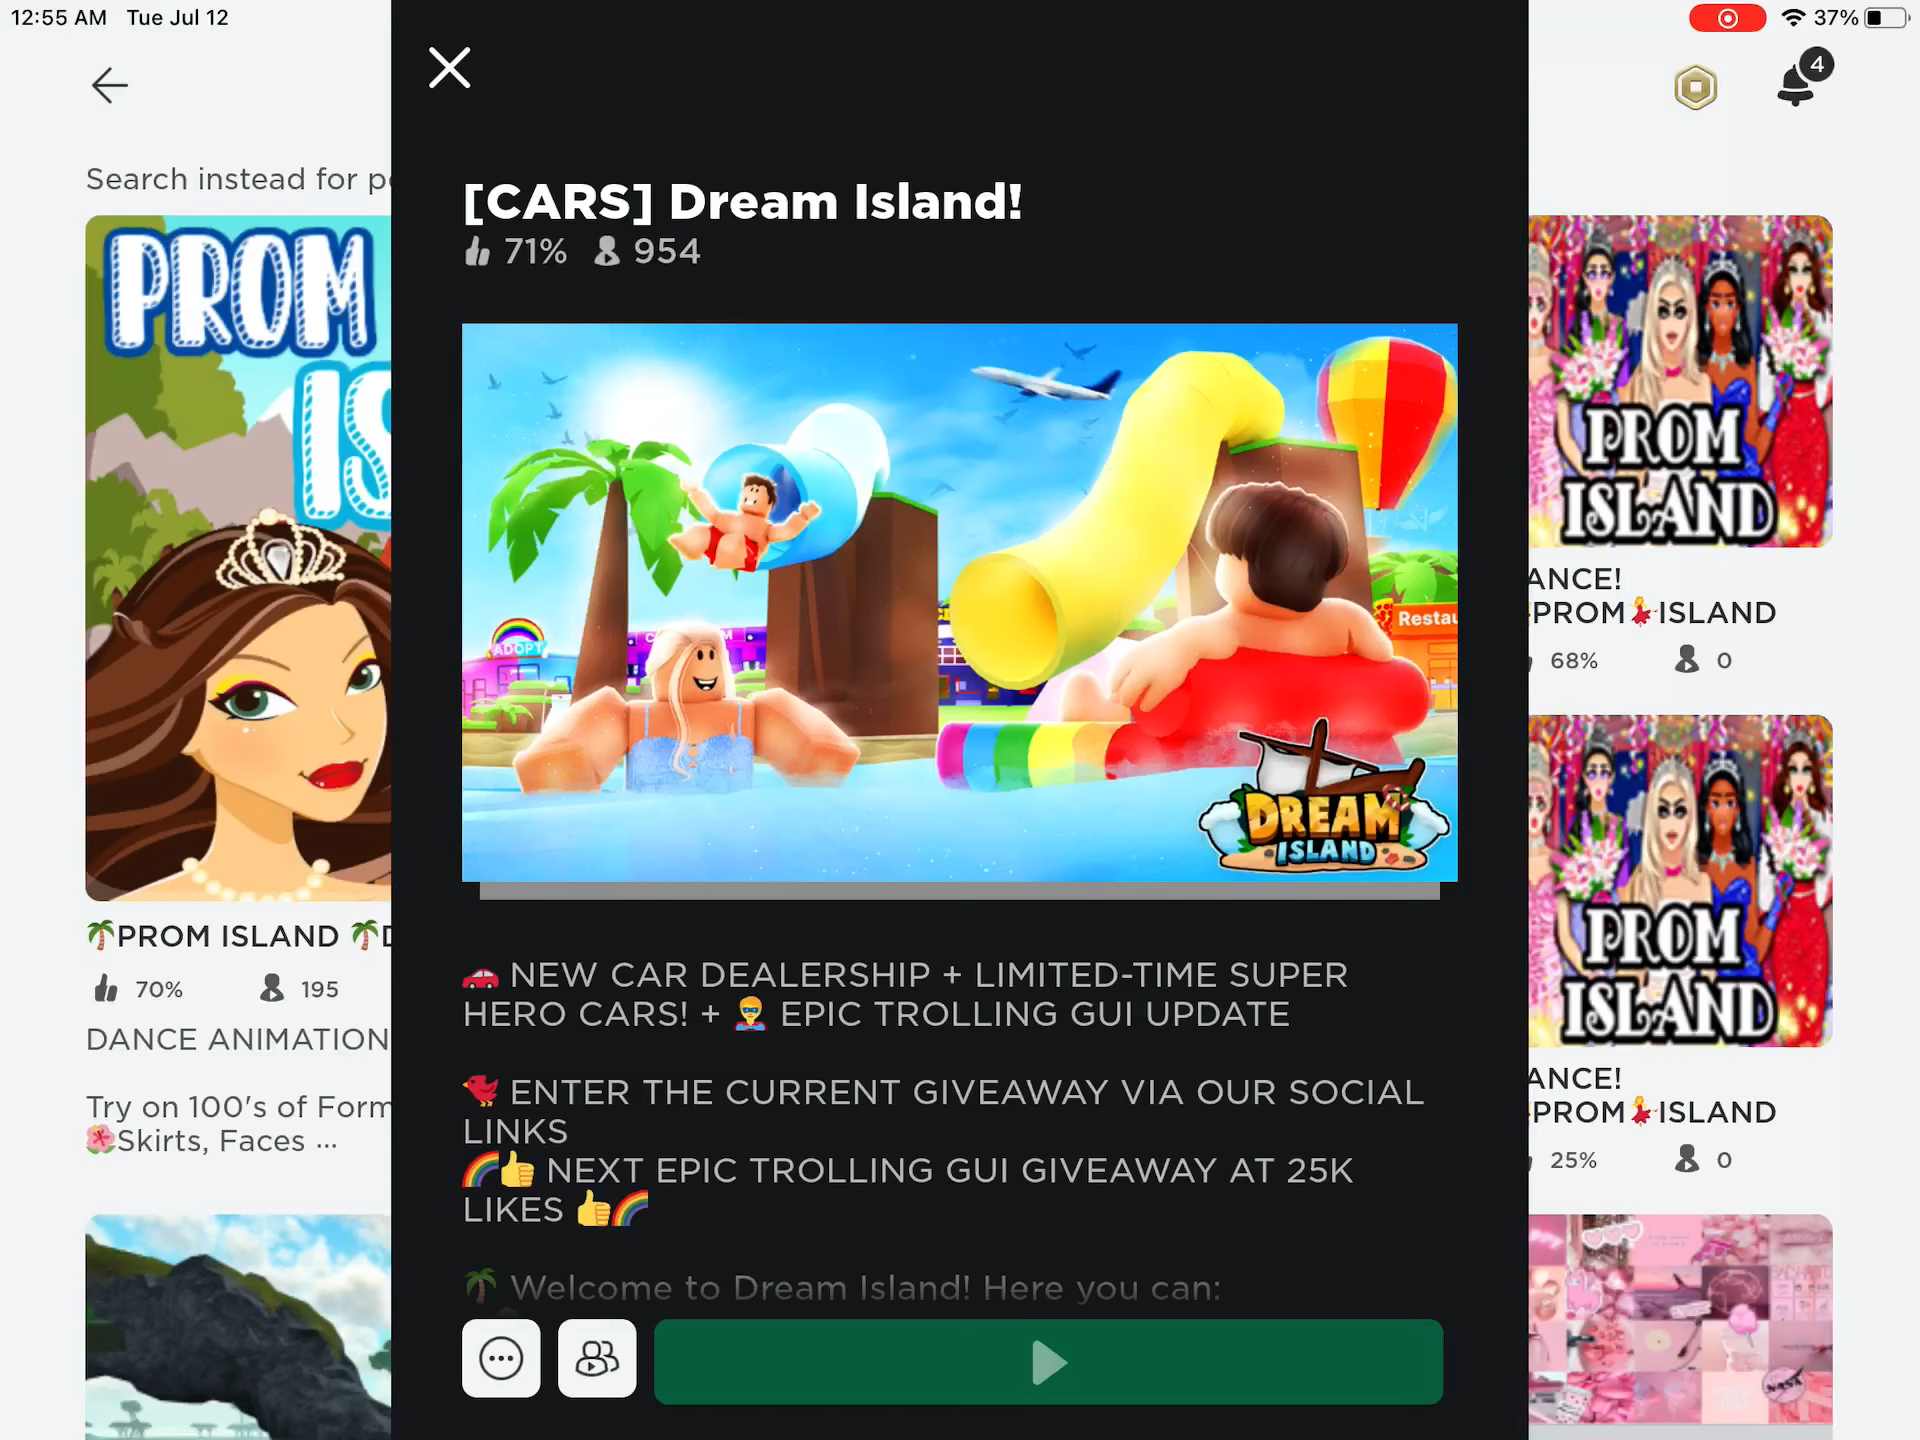 12:55 AM Tue Jul 12
37%
4
Search instead for p
PROM
IS
🌴PROM ISLAND 🌴D
70% 195
DANCE ANIMATION
Try on 100's of Form
🌺Skirts, Faces ...
[CARS] Dream Island!
71% 954
ADOPT
Restau
DREAM
ISLAND
🚗 NEW CAR DEALERSHIP + LIMITED-TIME SUPER
HERO CARS! + 🦸 EPIC TROLLING GUI UPDATE
🐦 ENTER THE CURRENT GIVEAWAY VIA OUR SOCIAL
LINKS
🌈👍 NEXT EPIC TROLLING GUI GIVEAWAY AT 25K
LIKES 👍🌈
🌴 Welcome to Dream Island! Here you can:
PROM
ISLAND
ANCE!
PROM💃ISLAND
68% 0
PROM
ISLAND
ANCE!
PROM💃ISLAND
25% 0
NASA